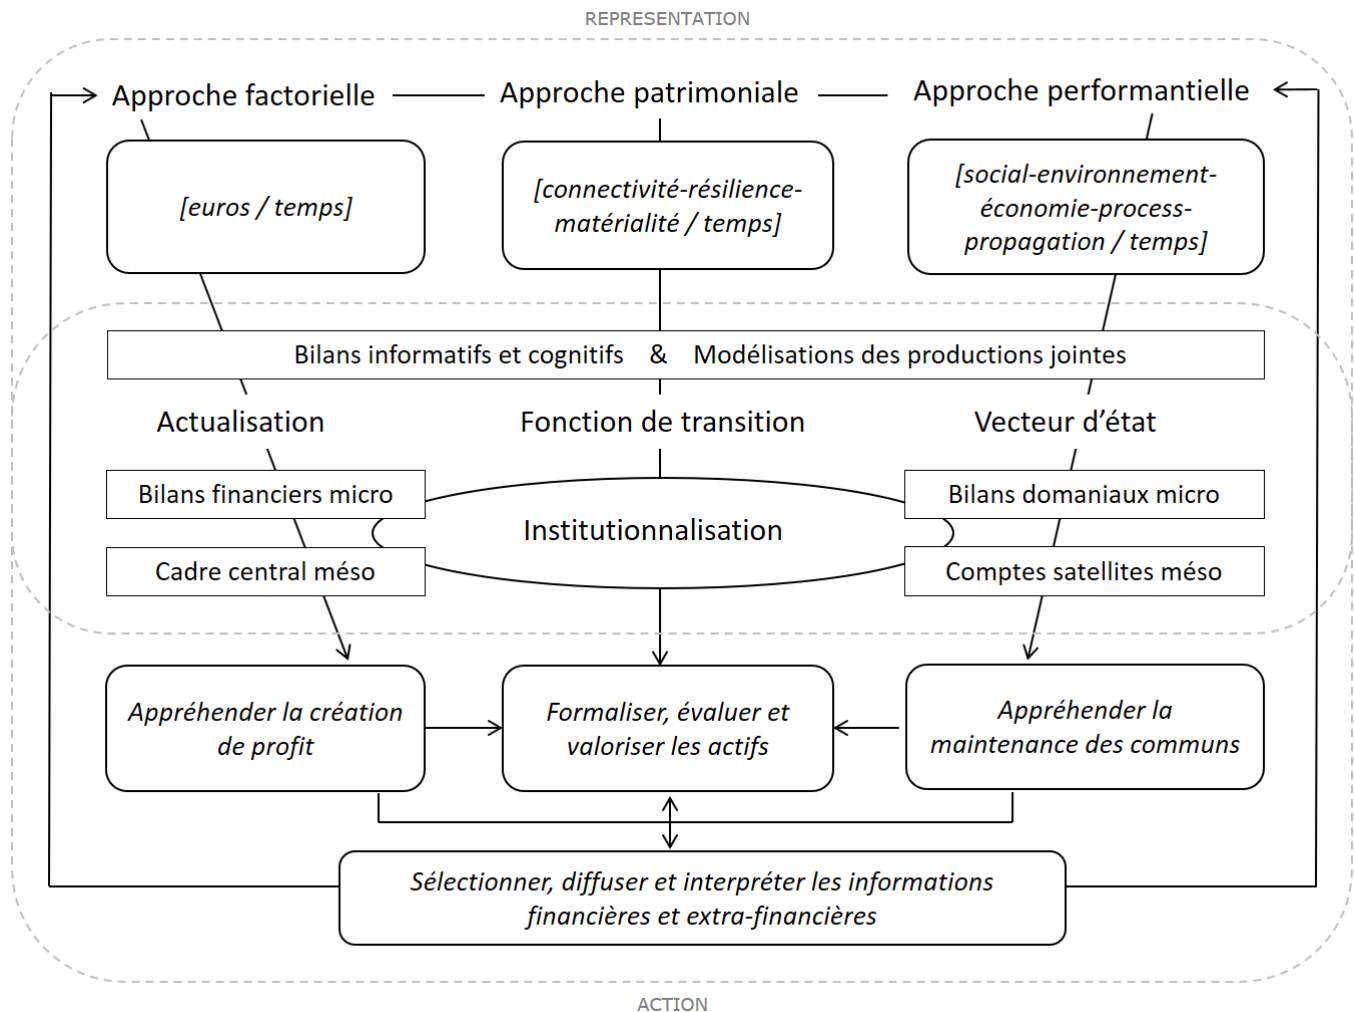 REPRESENTATION
Approche factorielle
Approche patrimoniale
Approche performantielle
[euros / temps]
[connectivité-résilience-
matérialité / temps]
[social-environnement-
économie-process-
propagation / temps]
Bilans informatifs et cognitifs & Modélisations des productions jointes
Actualisation
Fonction de transition
Vecteur d’état
Bilans financiers micro
Institutionnalisation
Bilans domaniaux micro
Cadre central méso
Comptes satellites méso
Appréhender la création
de profit
Formaliser, évaluer et
valoriser les actifs
Appréhender la
maintenance des communs
Sélectionner, diffuser et interpréter les informations
financières et extra-financières
ACTION